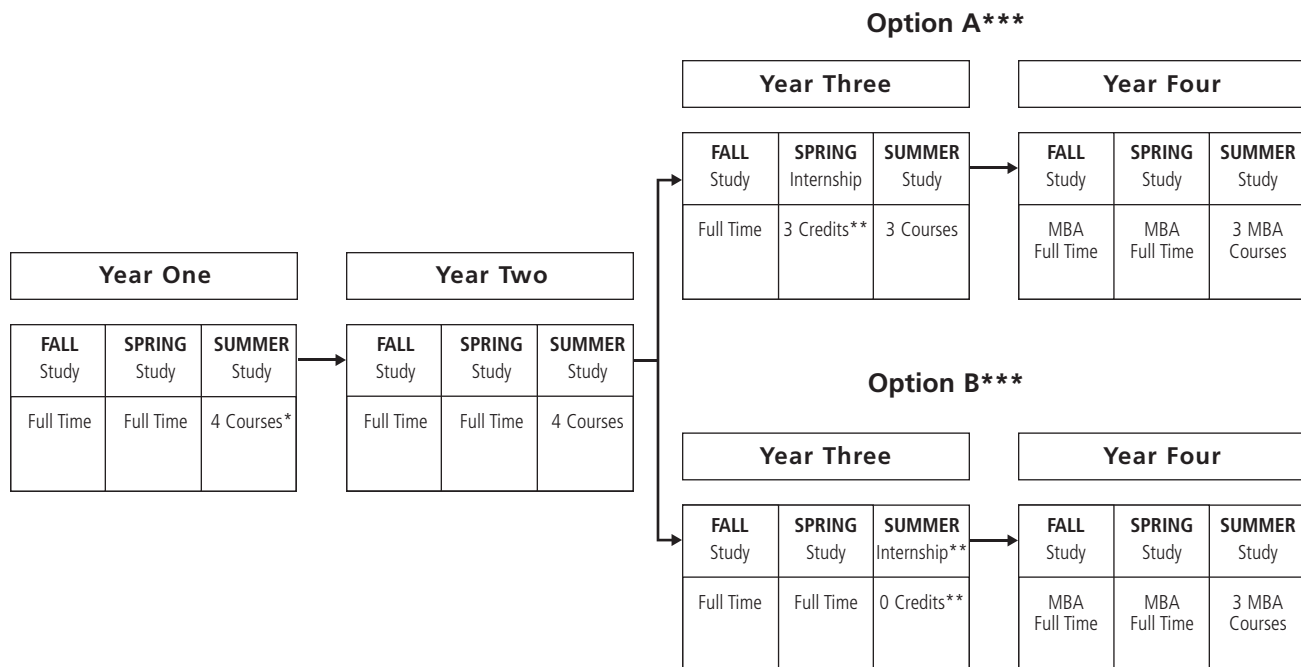 Option A***
Year Three
Year Four
FALL SPRING SUMMER
Study Internship Study
Full Time 3 Credits** 3 Courses
FALL SPRING SUMMER
Study Study Study
MBA MBA 3 MBA
Full Time Full Time Courses
Year One
Year Two
FALL SPRING SUMMER
Study Study Study
Full Time Full Time 4 Courses*
FALL SPRING SUMMER
Study Study Study
Full Time Full Time 4 Courses
Option B***
Year Three
Year Four
FALL SPRING SUMMER
Study Study Internship**
Full Time Full Time 0 Credits**
FALL SPRING SUMMER
Study Study Study
MBA MBA 3 MBA
Full Time Full Time Courses